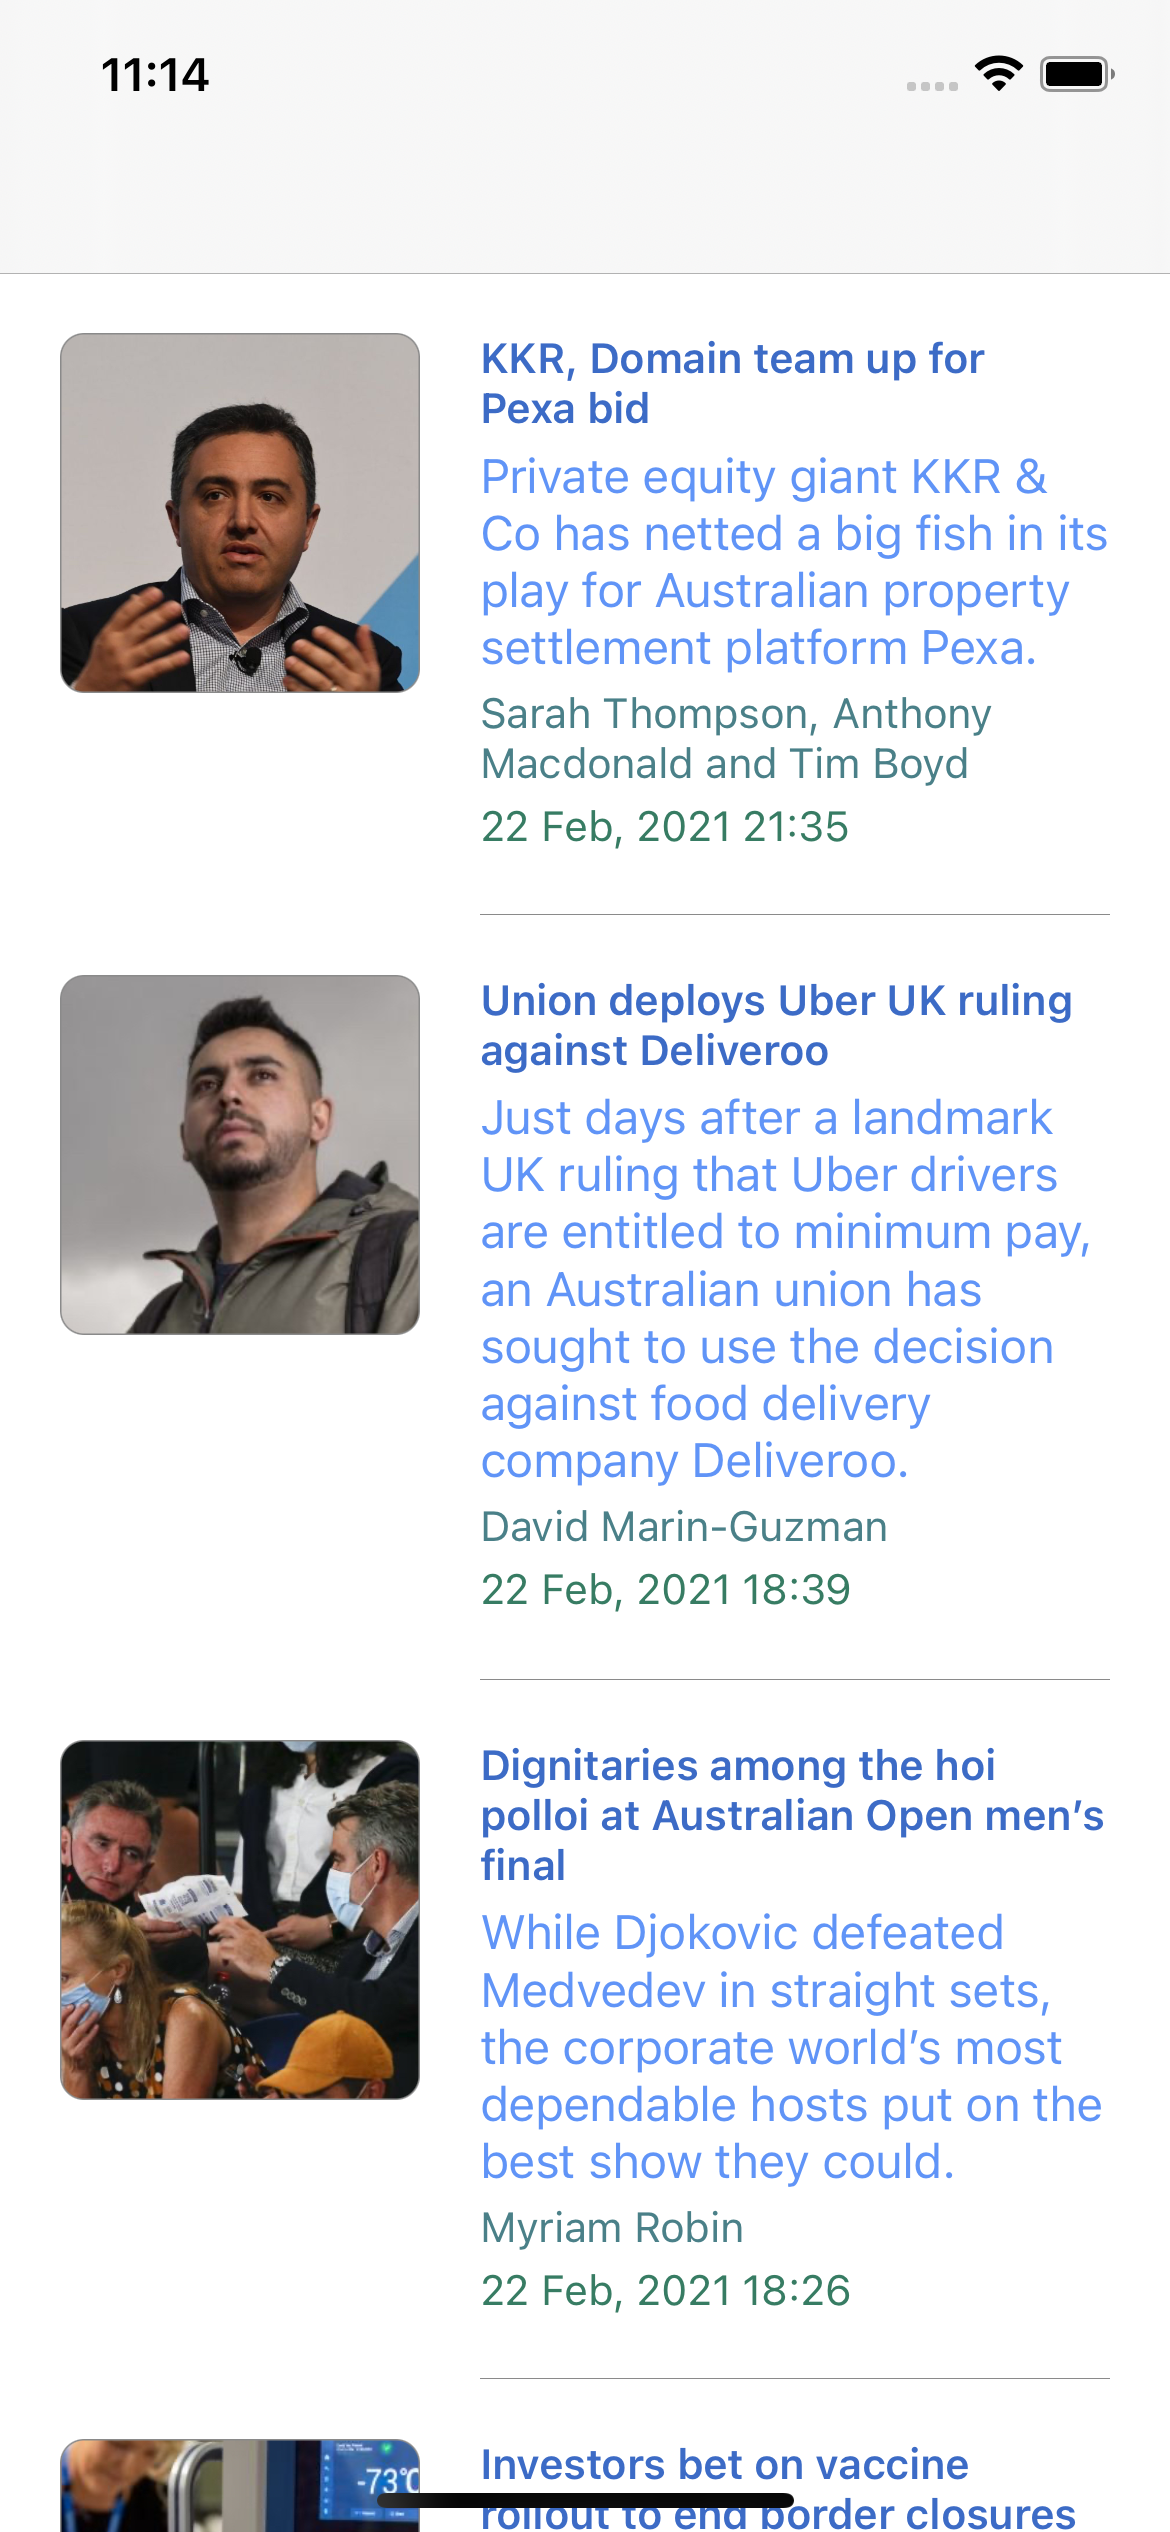 11:14
KKR, Domain team up for
Pexa bid
Private equity giant KKR &
Co has netted a big fish in its
play for Australian property
settlement platform Pexa.
Sarah Thompson, Anthony
Macdonald and Tim Boyd
22 Feb, 2021 21:35
Union deploys Uber UK ruling
against Deliveroo
Just days after a landmark
UK ruling that Uber drivers
are entitled to minimum pay,
an Australian union has
sought to use the decision
against food delivery
company Deliveroo.
David Marin-Guzman
22 Feb, 2021 18:39
Dignitaries among the hoi
polloi at Australian Open men’s
final
While Djokovic defeated
Medvedev in straight sets,
the corporate world’s most
dependable hosts put on the
best show they could.
Myriam Robin
22 Feb, 2021 18:26
-73°C
Investors bet on vaccine
rollout to end border closures